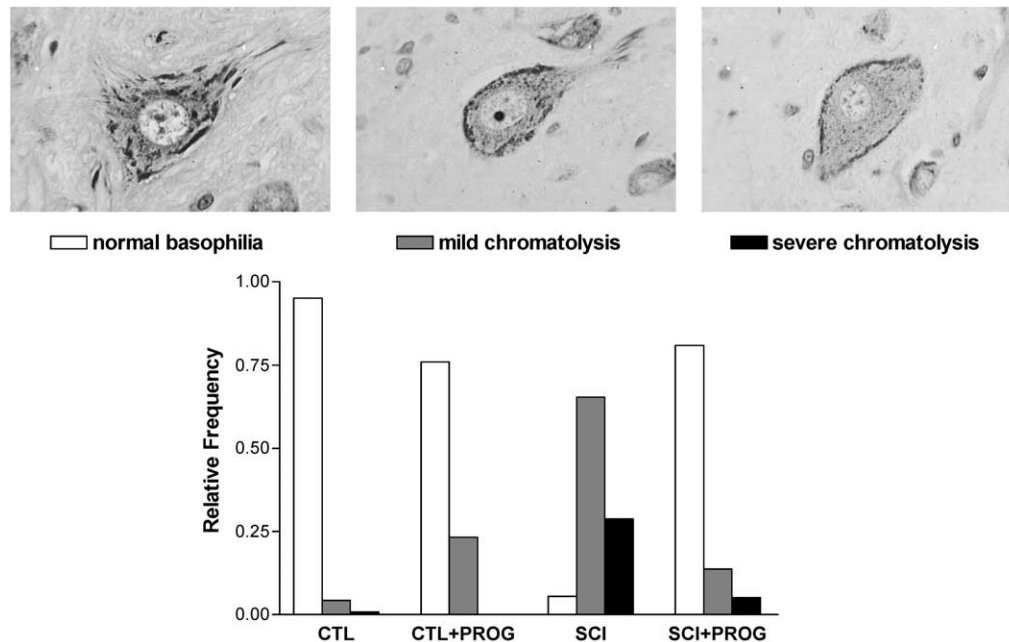 normal basophilia mild chromatolysis severe chromatolysis
1.00
0.75
0.50
0.25
0.00
Relative Frequency
CTL CTL+PROG SCI SCI+PROG